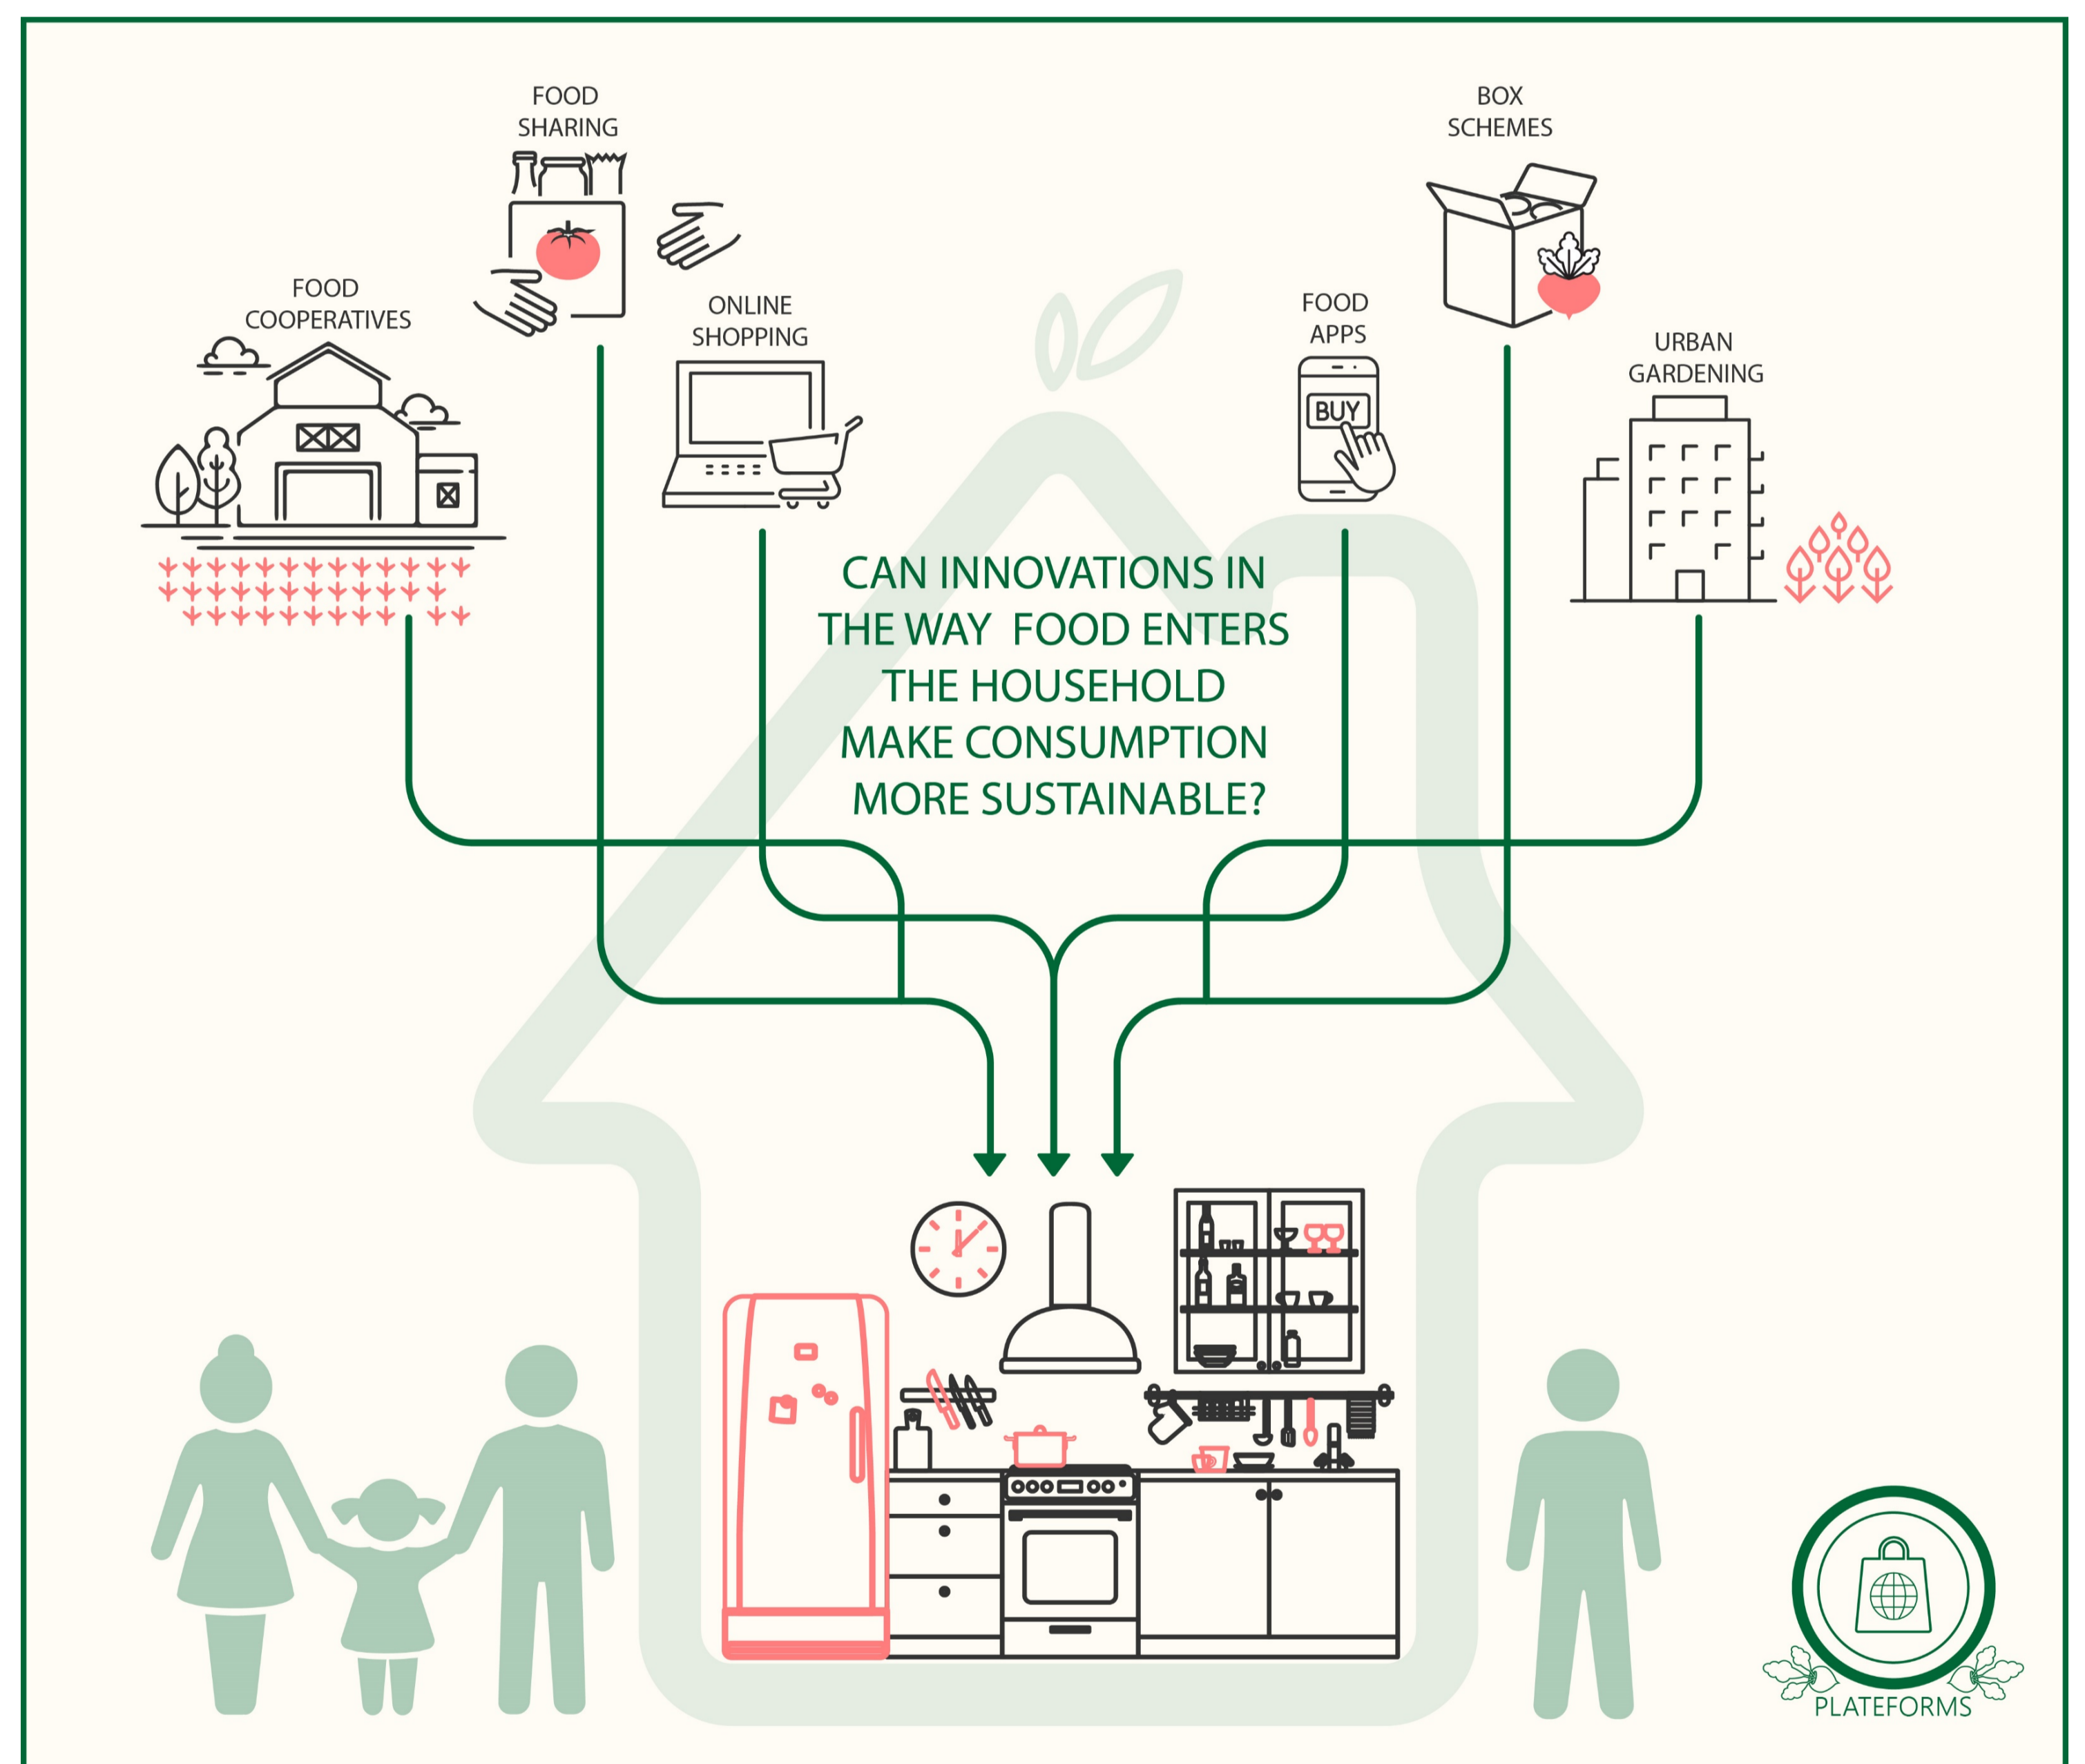 FOOD
SHARING
BOX
SCHEMES
FOOD
COOPERATIVES
ONLINE
SHOPPING
FOOD
APPS
BUY
URBAN
GARDENING
CAN INNOVATIONS IN
THE WAY FOOD ENTERS
THE HOUSEHOLD
MAKE CONSUMPTION
MORE SUSTAINABLE?
PLATEFORMS